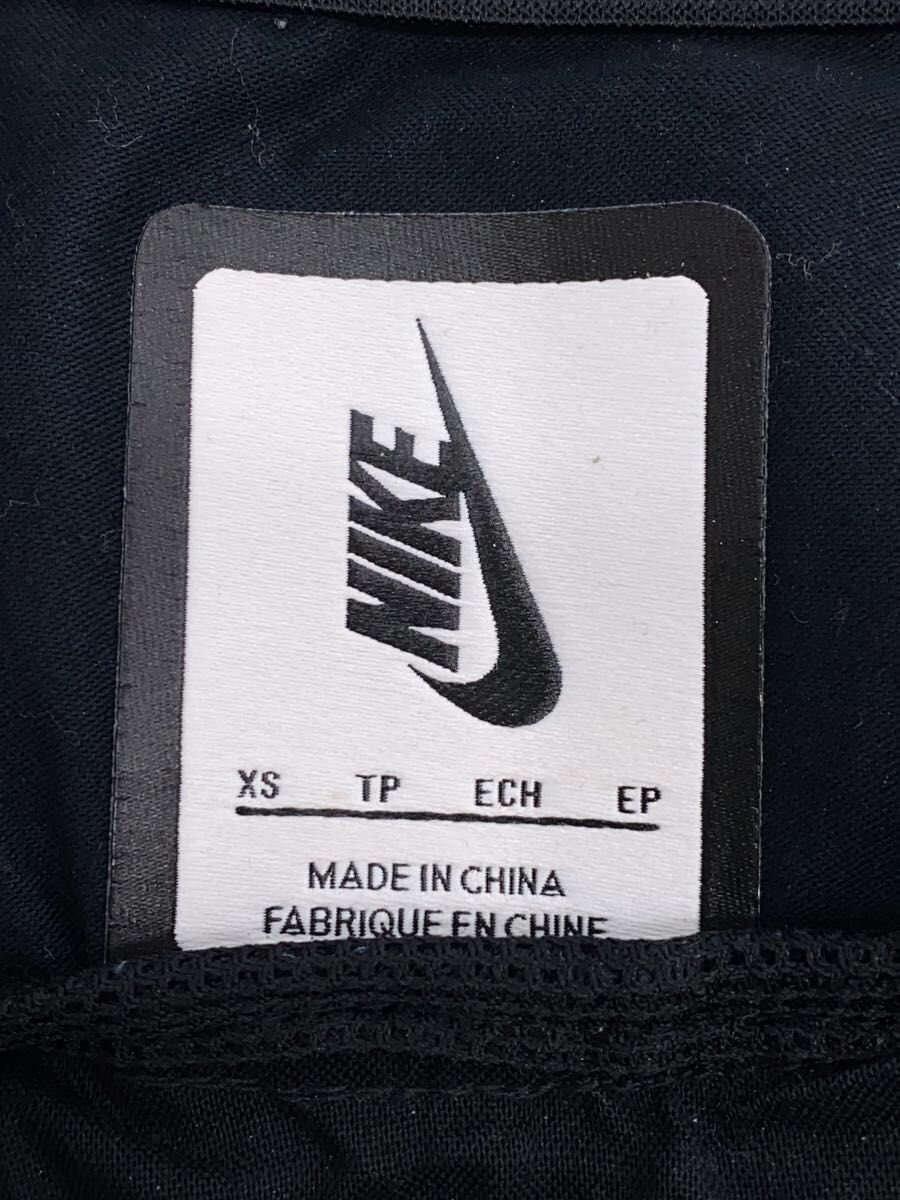 NIKE
XS TP ECH EP
MADE IN CHINA
FABRIQUE EN CHINE